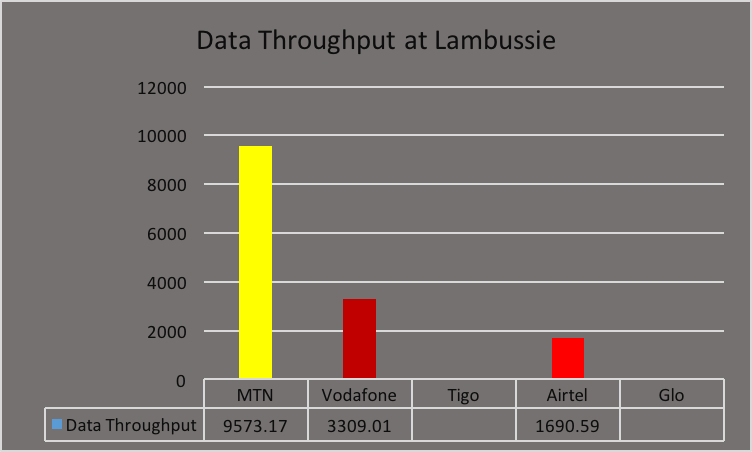 Data Throughput at Lambussie
12000
10000
8000
6000
4000
2000
0
MTN Vodafone Tigo Airtel Glo
Data Throughput 9573.17 3309.01 1690.59